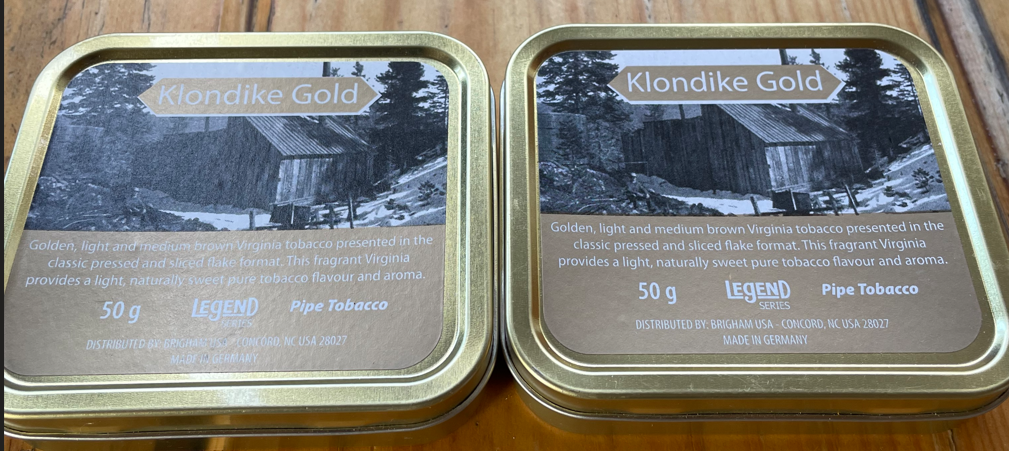 Klondike Gold
Golden, light and medium brown Virginia tobacco presented in the
classic pressed and sliced flake format. This fragrant Virginia
provides a light, naturally sweet pure tobacco flavour and aroma.
50 g LEGEND SERIES Pipe Tobacco
DISTRIBUTED BY: BRIGHAM USA - CONCORD, NC USA 28027
MADE IN GERMANY
Klondike Gold
Golden, light and medium brown Virginia tobacco presented in the
classic pressed and sliced flake format. This fragrant Virginia
provides a light, naturally sweet pure tobacco flavour and aroma.
50 g LEGEND SERIES Pipe Tobacco
DISTRIBUTED BY: BRIGHAM USA - CONCORD, NC USA 28027
MADE IN GERMANY